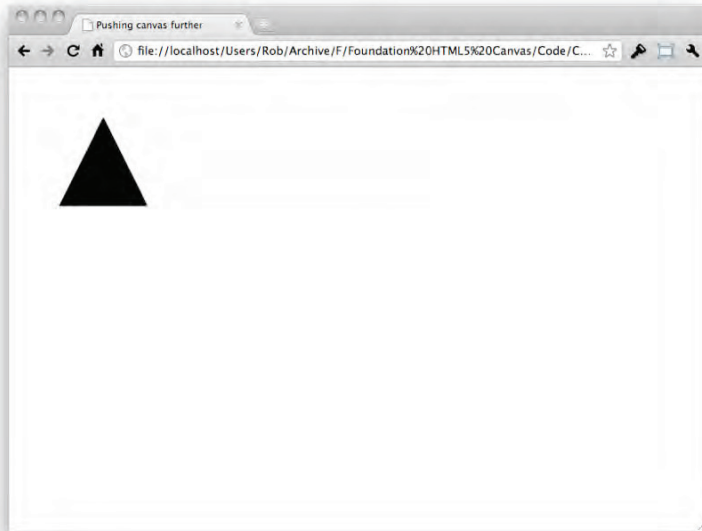 Pushing canvas further
file://localhost/Users/Rob/Archive/F/Foundation%20HTML5%20Canvas/Code/C...